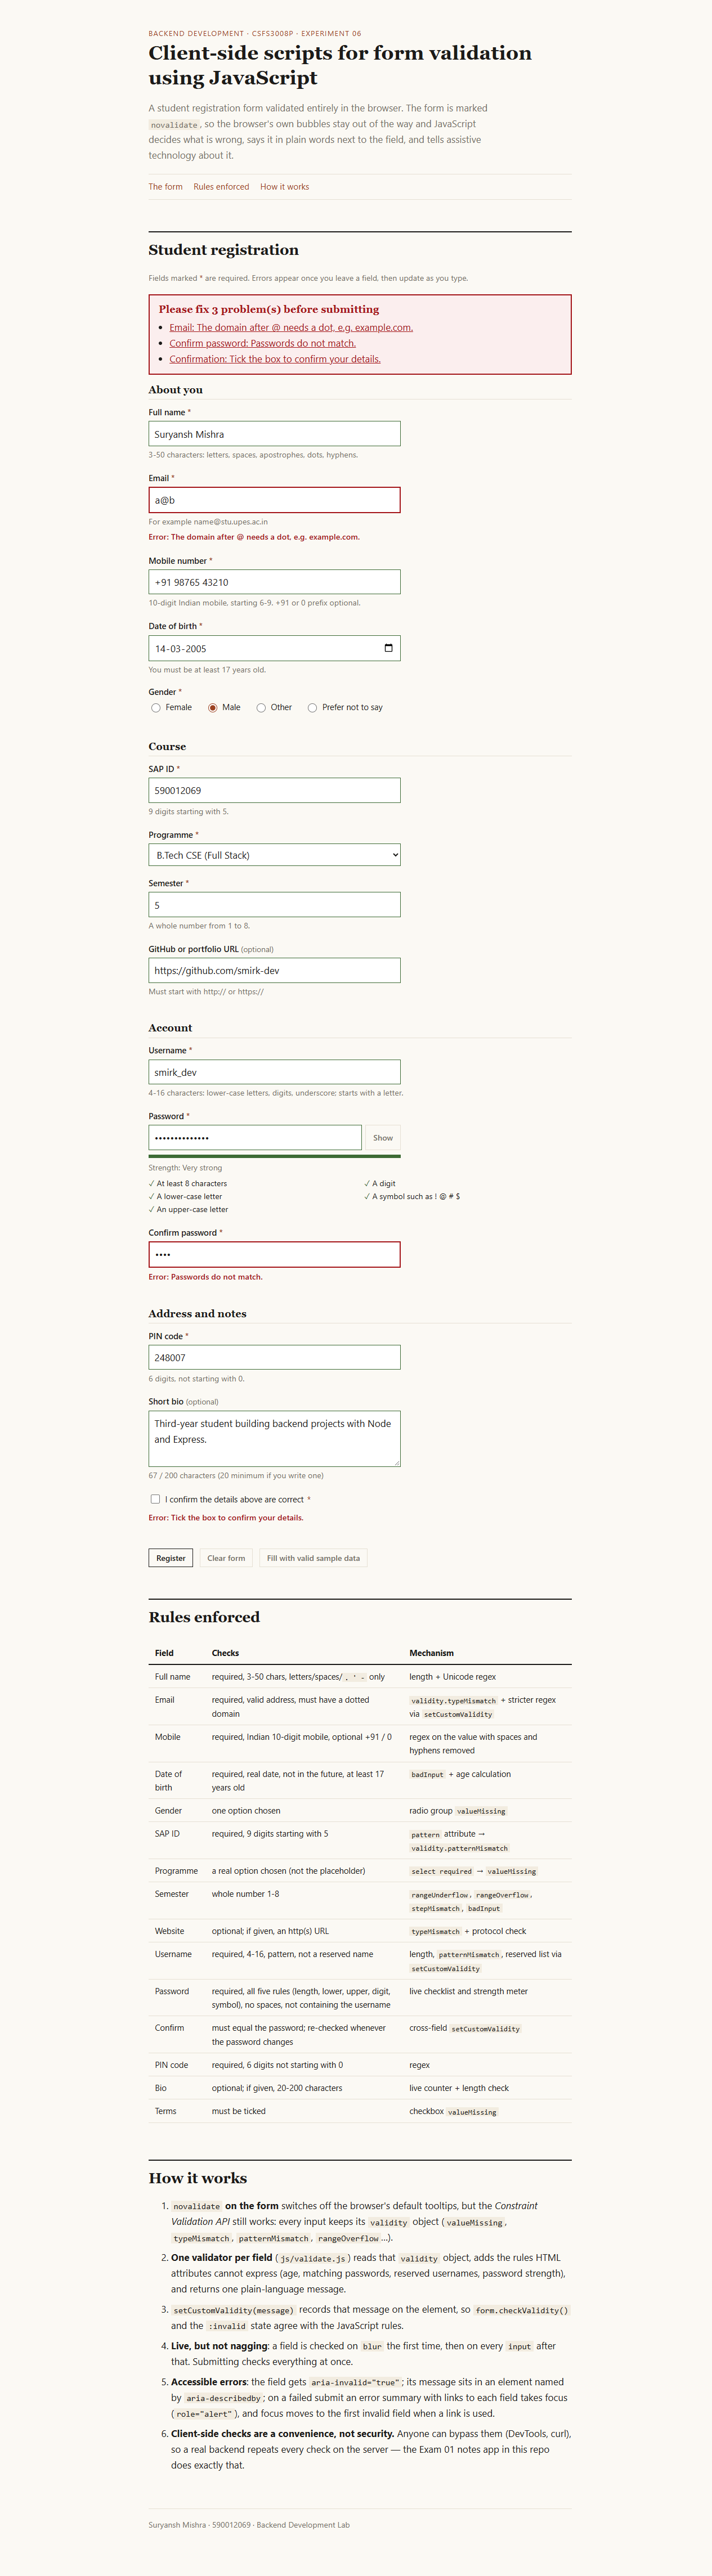 BACKEND DEVELOPMENT · CSFS3008P · EXPERIMENT 06
Client-side scripts for form validation
using JavaScript
A student registration form validated entirely in the browser. The form is marked
novalidate, so the browser's own bubbles stay out of the way and JavaScript
decides what is wrong, says it in plain words next to the field, and tells assistive
technology about it.
The form Rules enforced How it works
Student registration
Fields marked * are required. Errors appear once you leave a field, then update as you type.
Please fix 3 problem(s) before submitting
• Email: The domain after @ needs a dot, e.g. example.com.
• Confirm password: Passwords do not match.
• Confirmation: Tick the box to confirm your details.
About you
Full name *
Suryansh Mishra
3-50 characters: letters, spaces, apostrophes, dots, hyphens.
Email *
a@b
For example name@stu.upes.ac.in
Error: The domain after @ needs a dot, e.g. example.com.
Mobile number *
+91 98765 43210
10-digit Indian mobile, starting 6-9. +91 or 0 prefix optional.
Date of birth *
14-03-2005
You must be at least 17 years old.
Gender *
Female Male Other Prefer not to say
Course
SAP ID *
590012069
9 digits starting with 5.
Programme *
B.Tech CSE (Full Stack)
Semester *
5
A whole number from 1 to 8.
GitHub or portfolio URL (optional)
https://github.com/smirk-dev
Must start with http:// or https://
Account
Username *
smirk_dev
4-16 characters: lower-case letters, digits, underscore; starts with a letter.
Password *
•••••••••••••• Show
Strength: Very strong
✓ At least 8 characters ✓ A digit
✓ A lower-case letter ✓ A symbol such as ! @ # $
✓ An upper-case letter
Confirm password *
••••
Error: Passwords do not match.
Address and notes
PIN code *
248007
6 digits, not starting with 0.
Short bio (optional)
Third-year student building backend projects with Node
and Express.
67 / 200 characters (20 minimum if you write one)
I confirm the details above are correct *
Error: Tick the box to confirm your details.
Register Clear form Fill with valid sample data
Rules enforced
Field Checks Mechanism
Full name required, 3-50 chars, letters/spaces/. ' - only length + Unicode regex
Email required, valid address, must have a dotted domain validity.typeMismatch + stricter regex via setCustomValidity
Mobile required, Indian 10-digit mobile, optional +91 / 0 regex on the value with spaces and hyphens removed
Date of birth required, real date, not in the future, at least 17 years old badInput + age calculation
Gender one option chosen radio group valueMissing
SAP ID required, 9 digits starting with 5 pattern attribute → validity.patternMismatch
Programme a real option chosen (not the placeholder) select required → valueMissing
Semester whole number 1-8 rangeUnderflow, rangeOverflow, stepMismatch, badInput
Website optional; if given, an http(s) URL typeMismatch + protocol check
Username required, 4-16, pattern, not a reserved name length, patternMismatch, reserved list via setCustomValidity
Password required, all five rules (length, lower, upper, digit, symbol), no spaces, not containing the username live checklist and strength meter
Confirm must equal the password; re-checked whenever the password changes cross-field setCustomValidity
PIN code required, 6 digits not starting with 0 regex
Bio optional; if given, 20-200 characters live counter + length check
Terms must be ticked checkbox valueMissing
How it works
1. novalidate on the form switches off the browser's default tooltips, but the Constraint
Validation API still works: every input keeps its validity object (valueMissing,
typeMismatch, patternMismatch, rangeOverflow…).
2. One validator per field (js/validate.js) reads that validity object, adds the rules HTML
attributes cannot express (age, matching passwords, reserved usernames, password strength),
and returns one plain-language message.
3. setCustomValidity(message) records that message on the element, so form.checkValidity()
and the :invalid state agree with the JavaScript rules.
4. Live, but not nagging: a field is checked on blur the first time, then on every input after
that. Submitting checks everything at once.
5. Accessible errors: the field gets aria-invalid="true"; its message sits in an element named
by aria-describedby; on a failed submit an error summary with links to each field takes focus
(role="alert"), and focus moves to the first invalid field when a link is used.
6. Client-side checks are a convenience, not security. Anyone can bypass them (DevTools, curl),
so a real backend repeats every check on the server — the Exam 01 notes app in this repo
does exactly that.
Suryansh Mishra · 590012069 · Backend Development Lab